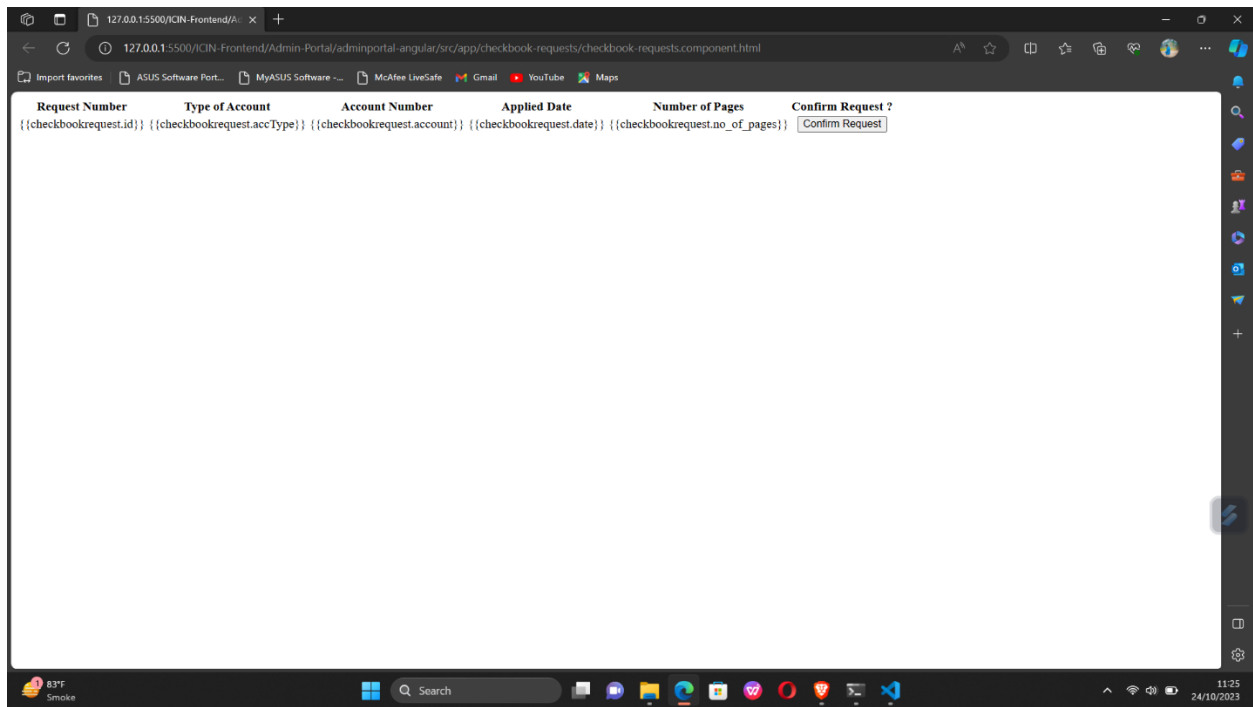 127.0.0.1:5500/ICIN-Frontend/Ad
127.0.0.1:5500/ICIN-Frontend/Admin-Portal/adminportal-angular/src/app/checkbook-requests/checkbook-requests.component.html
Import favorites ASUS Software Port... MyASUS Software -... McAfee LiveSafe Gmail YouTube Maps
Request Number Type of Account Account Number Applied Date Number of Pages Confirm Request ?
{{checkbookrequest.id}} {{checkbookrequest.accType}} {{checkbookrequest.account}} {{checkbookrequest.date}} {{checkbookrequest.no_of_pages}} Confirm Request
1 83°F
Smoke
Search
11:25
24/10/2023